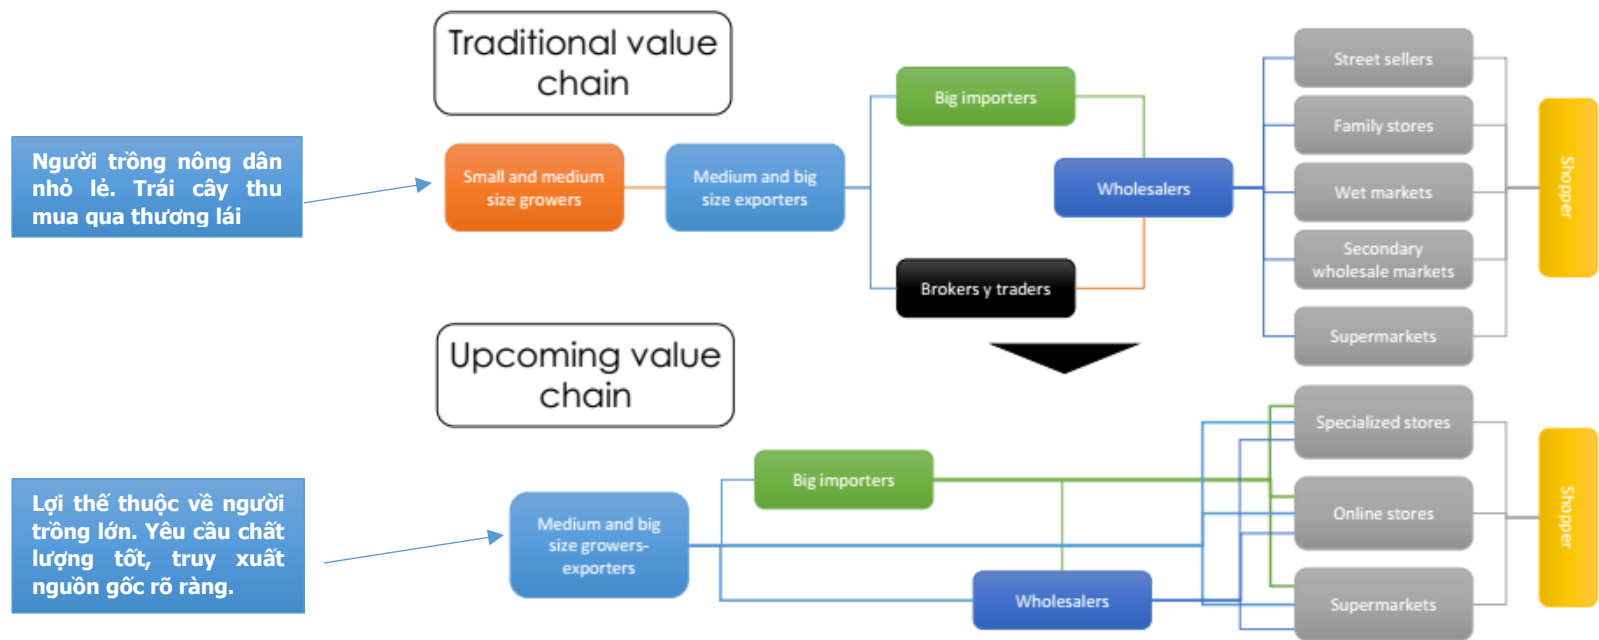 Traditional value
chain
Người trồng nông dân
nhỏ lẻ. Trái cây thu
mua qua thương lái
Small and medium
size growers
Medium and big
size exporters
Big importers
Brokers y traders
Wholesalers
Street sellers
Family stores
Wet markets
Secondary
wholesale markets
Supermarkets
Shopper
Upcoming value
chain
Lợi thế thuộc về người
trồng lớn. Yêu cầu chất
lượng tốt, truy xuất
nguồn gốc rõ ràng.
Medium and big
size growers-
exporters
Big importers
Wholesalers
Specialized stores
Online stores
Supermarkets
Shopper